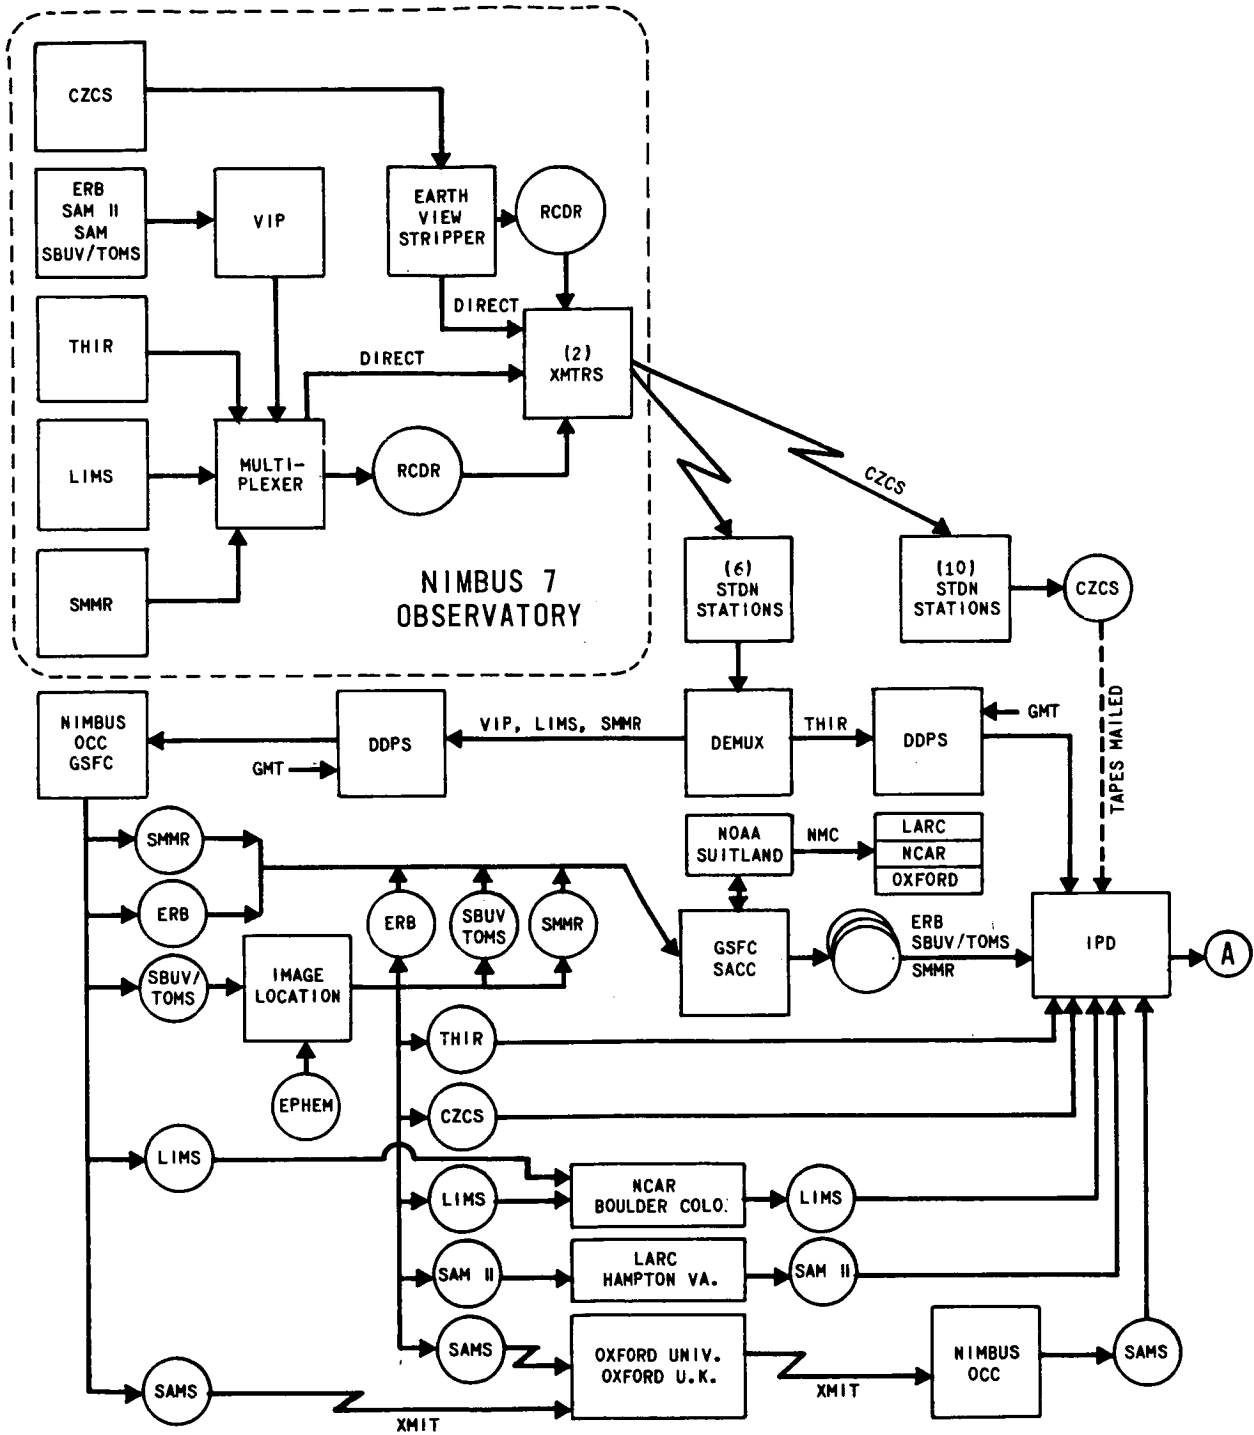 CZCS
ERB
SAM II
SAM
SBUV/TOMS
VIP
EARTH
VIEW
STRIPPER
RCDR
DIRECT
THIR
DIRECT
(2)
XMTRS
LIMS
MULTI-
PLEXER
RCDR
CZCS
SMMR
NIMBUS 7
OBSERVATORY
(6)
STDN
STATIONS
(10)
STDN
STATIONS
CZCS
TAPES MAILED
NIMBUS
OCC
GSFC
GMT
DDPS
VIP, LIMS, SMMR
DEMUX
THIR
DDPS
GMT
SMMR
NOAA
SUITLAND
NMC
LARC
NCAR
OXFORD
ERB
ERB
SBUV
TOMS
SMMR
GSFC
SACC
ERB
SBUV/TOMS
SMMR
IPD
A
SBUV/
TOMS
IMAGE
LOCATION
EPHEM
THIR
CZCS
LIMS
LIMS
NCAR
BOULDER COLO.
LIMS
SAM II
LARC
HAMPTON VA.
SAM II
SAMS
OXFORD UNIV.
OXFORD U.K.
XMIT
NIMBUS
OCC
SAMS
SAMS
XMIT